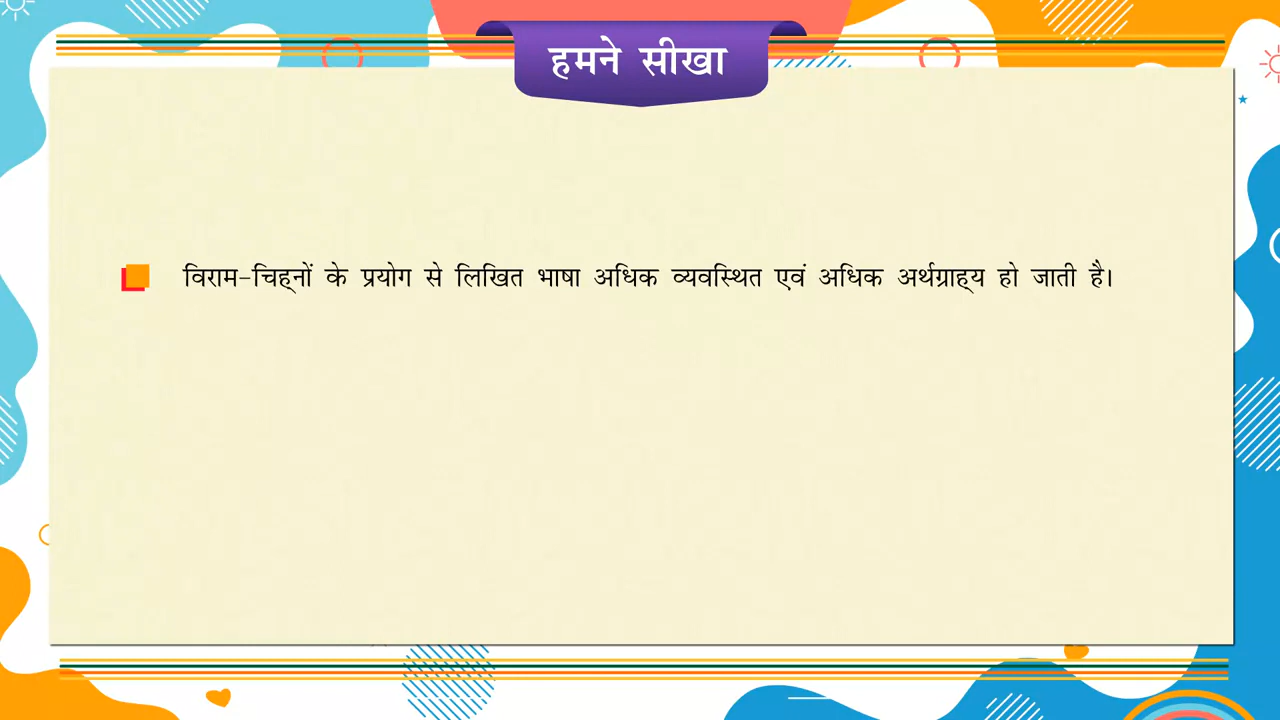 हमने सीखा
विराम-चिह्‌नों के प्रयोग से लिखित भाषा अधिक व्यवस्थित एवं अधिक अर्थग्राह्‌य हो जाती है।